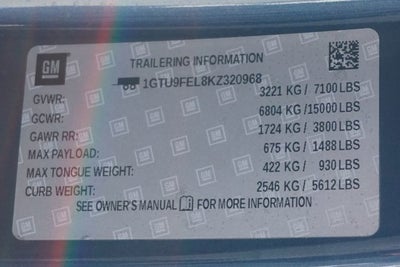 GM
TRAILERING INFORMATION
1GTU9FEL8KZ320968
GVWR: 3221 KG / 7100 LBS
GCWR: 6804 KG / 15000 LBS
GAWR RR: 1724 KG / 3800 LBS
MAX PAYLOAD: 675 KG / 1488 LBS
MAX TONGUE WEIGHT: 422 KG / 930 LBS
CURB WEIGHT: 2546 KG / 5612 LBS
SEE OWNER'S MANUAL FOR MORE INFORMATION